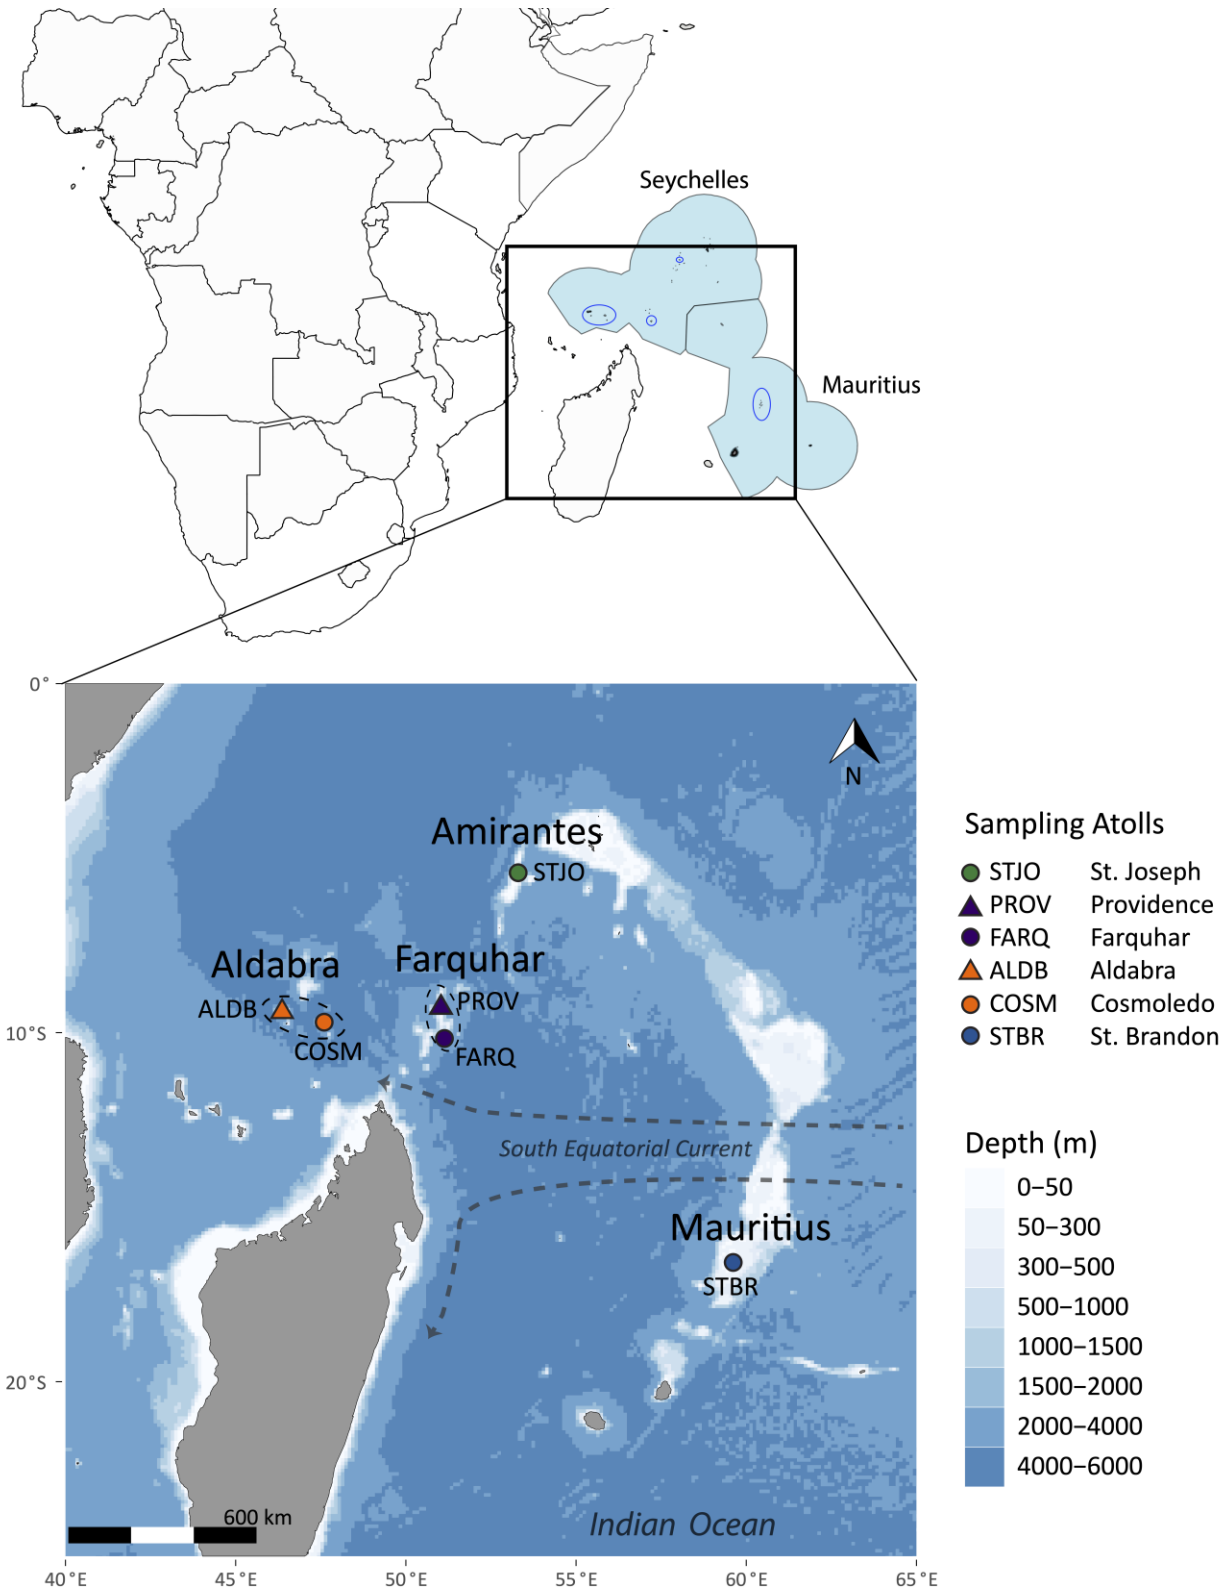 Seychelles
Mauritius
0°
N
Amirantes
STJO
Aldabra
Farquhar
ALDB
PROV
10°S
COSM
FARQ
South Equatorial Current
Mauritius
STBR
20°S
600 km
Indian Ocean
40°E
45°E
50°E
55°E
60°E
65°E
Sampling Atolls
STJO St. Joseph
PROV Providence
FARQ Farquhar
ALDB Aldabra
COSM Cosmoledo
STBR St. Brandon
Depth (m)
0–50
50–300
300–500
500–1000
1000–1500
1500–2000
2000–4000
4000–6000